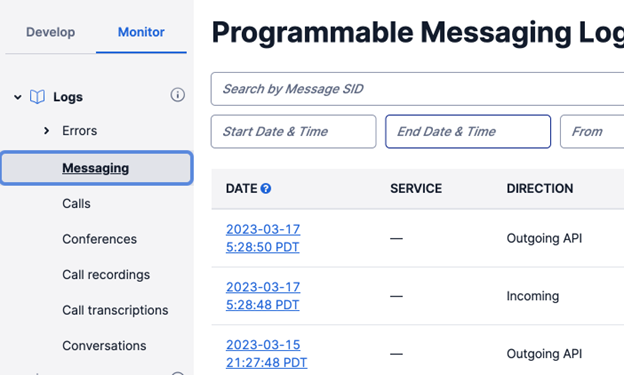 Develop
Monitor
Logs
Errors
Messaging
Calls
Conferences
Call recordings
Call transcriptions
Conversations
Programmable Messaging Log
Search by Message SID
Start Date & Time
End Date & Time
From
DATE
SERVICE
DIRECTION
2023-03-17
5:28:50 PDT
—
Outgoing API
2023-03-17
5:28:48 PDT
—
Incoming
2023-03-15
21:27:48 PDT
—
Outgoing API